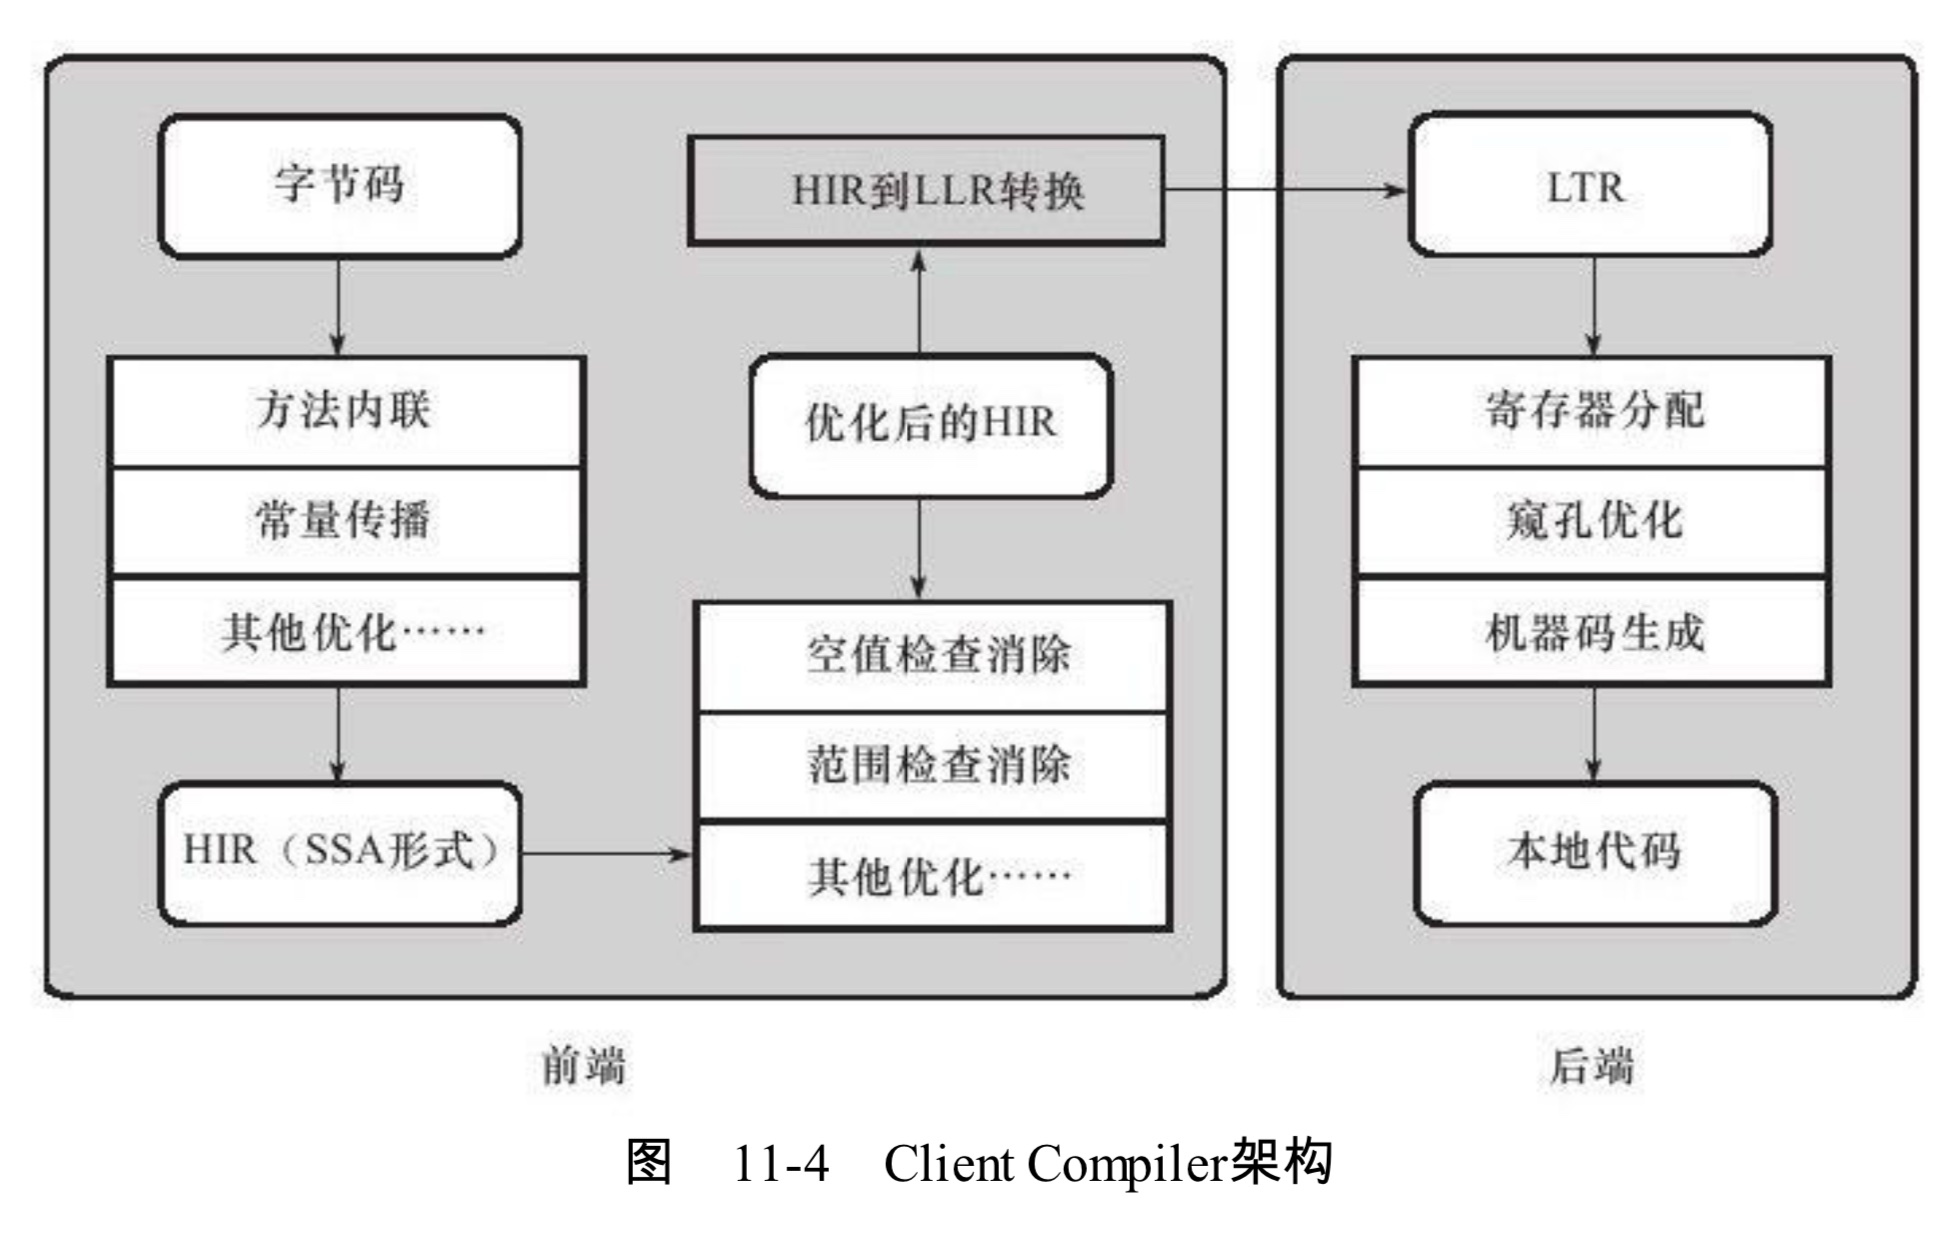 字节码
方法内联
常量传播
其他优化……
HIR（SSA形式）
HIR到LLR转换
优化后的HIR
空值检查消除
范围检查消除
其他优化……
前端
LTR
寄存器分配
窥孔优化
机器码生成
本地代码
后端
图 11-4 Client Compiler架构